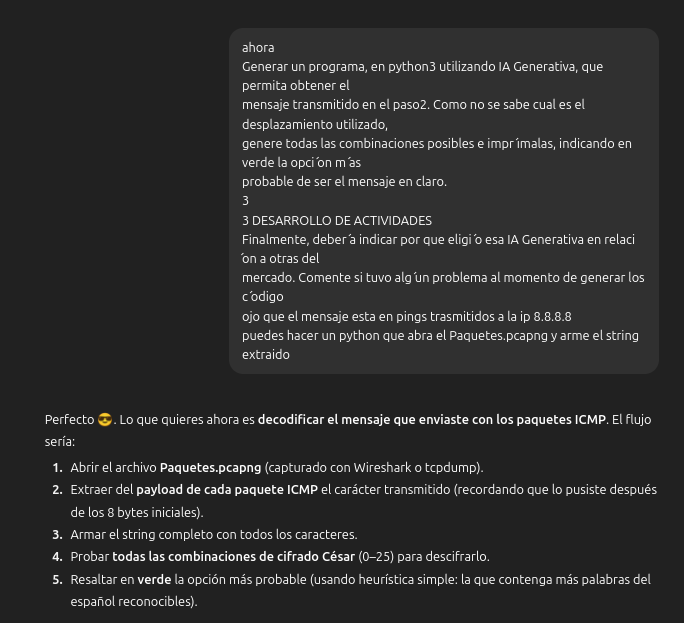 ahora
Generar un programa, en python3 utilizando IA Generativa, que
permita obtener el
mensaje transmitido en el paso2. Como no se sabe cual es el
desplazamiento utilizado,
genere todas las combinaciones posibles e impr ́ımalas, indicando en
verde la opci ́on m ́as
probable de ser el mensaje en claro.
3
3 DESARROLLO DE ACTIVIDADES
Finalmente, deber ́a indicar por que eligi ́o esa IA Generativa en relaci
́on a otras del
mercado. Comente si tuvo alg ́un problema al momento de generar los
c ́odigo
ojo que el mensaje esta en pings trasmitidos a la ip 8.8.8.8
puedes hacer un python que abra el Paquetes.pcapng y arme el string
extraido
Perfecto 😎. Lo que quieres ahora es decodificar el mensaje que enviaste con los paquetes ICMP. El flujo
sería:
1. Abrir el archivo Paquetes.pcapng (capturado con Wireshark o tcpdump).
2. Extraer del payload de cada paquete ICMP el carácter transmitido (recordando que lo pusiste después
de los 8 bytes iniciales).
3. Armar el string completo con todos los caracteres.
4. Probar todas las combinaciones de cifrado César (0–25) para descifrarlo.
5. Resaltar en verde la opción más probable (usando heurística simple: la que contenga más palabras del
español reconocibles).